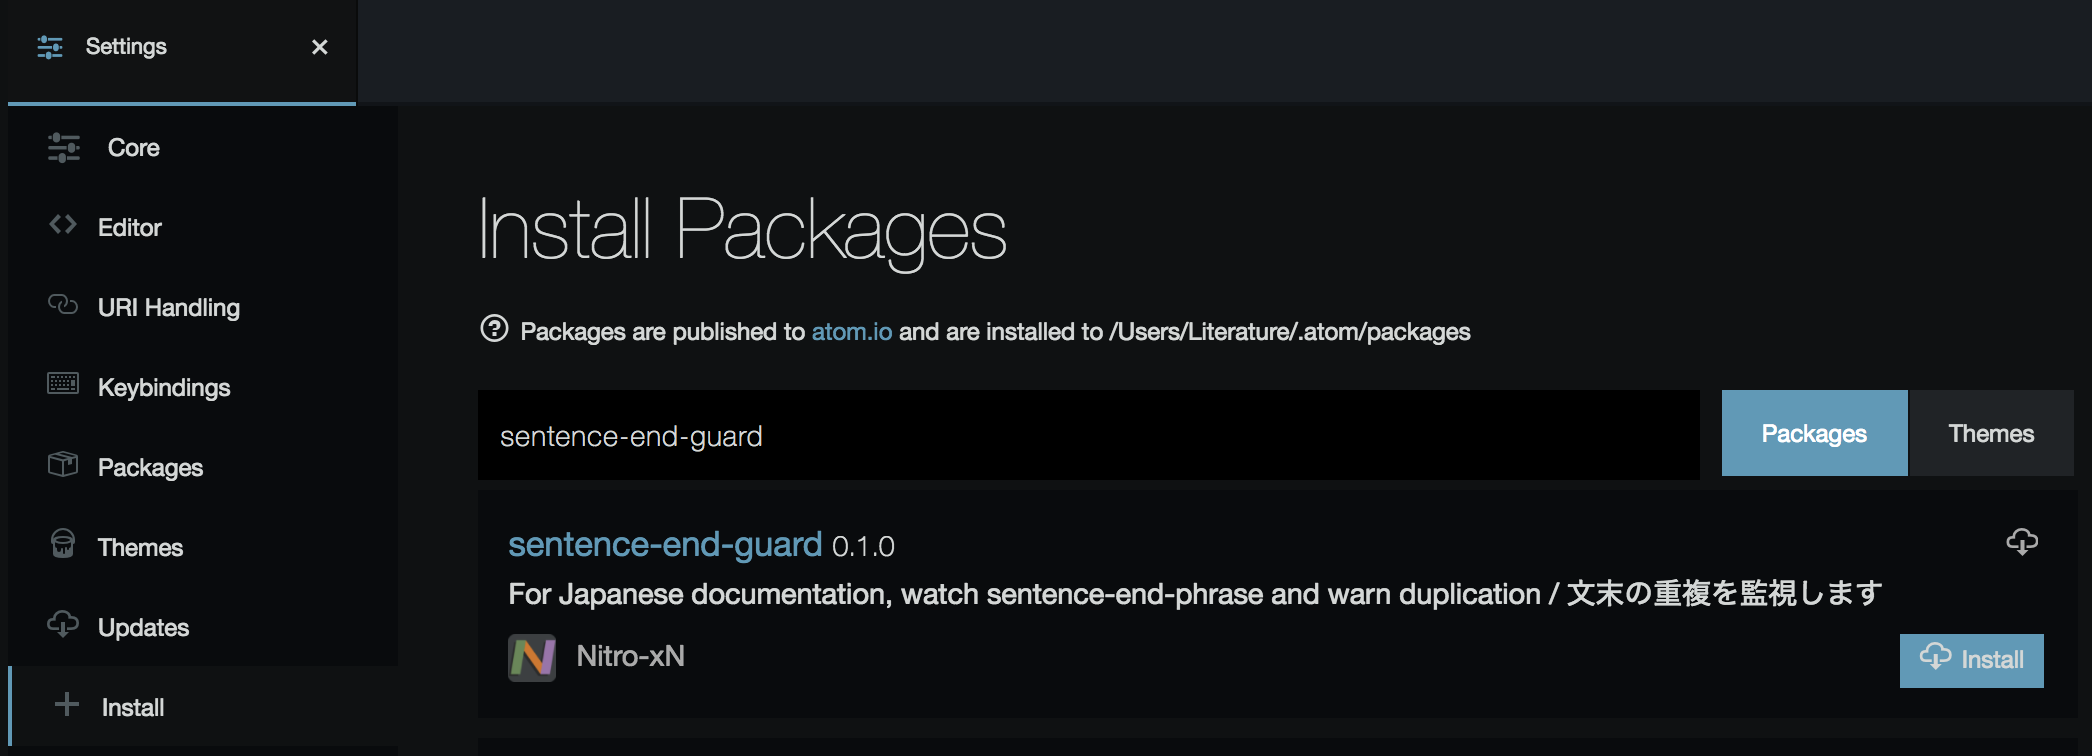 Settings
Core
Editor
URI Handling
Keybindings
Packages
Themes
Updates
Install
Install Packages
Packages are published to atom.io and are installed to /Users/Literature/.atom/packages
sentence-end-guard
Packages Themes
sentence-end-guard 0.1.0
For Japanese documentation, watch sentence-end-phrase and warn duplication / 文末の重複を監視します
Nitro-xN
Install